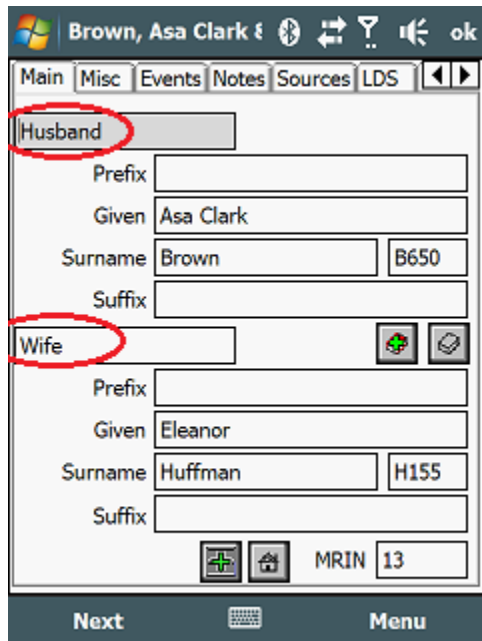 Brown, Asa Clark & ok
Main Misc Events Notes Sources LDS
Husband
Prefix
Given Asa Clark
Surname Brown B650
Suffix
Wife
Prefix
Given Eleanor
Surname Huffman H155
Suffix
MRIN 13
Next Menu